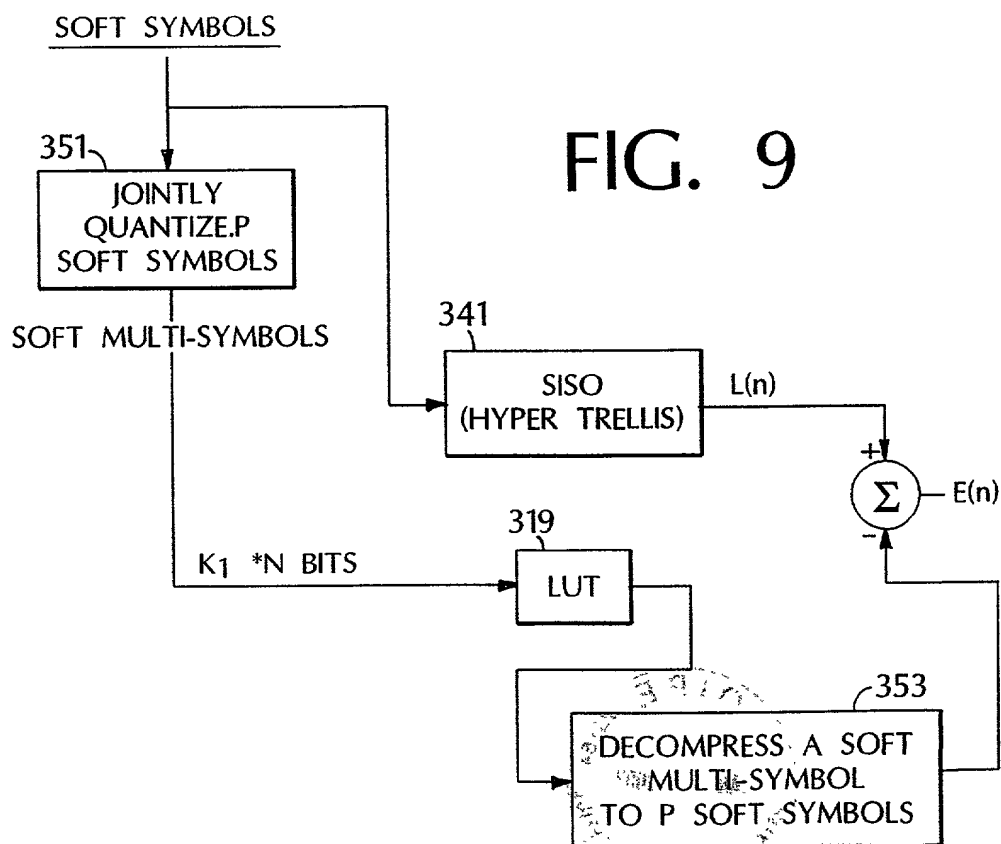 SOFT SYMBOLS
FIG. 9
351
JOINTLY
QUANTIZE.P
SOFT SYMBOLS
SOFT MULTI-SYMBOLS
341
SISO
(HYPER TRELLIS)
L(n)
+
Σ
E(n)
-
319
K1 *N BITS
LUT
353
DECOMPRESS A SOFT
MULTI-SYMBOL
TO P SOFT SYMBOLS